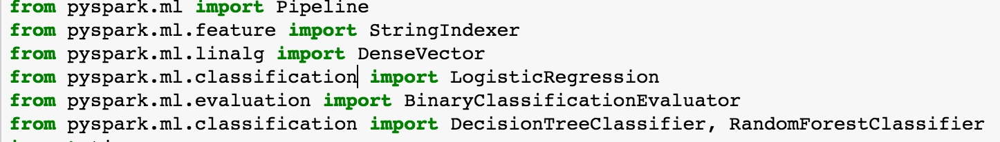 from pyspark.ml import Pipeline
from pyspark.ml.feature import StringIndexer
from pyspark.ml.linalg import DenseVector
from pyspark.ml.classification import LogisticRegression
from pyspark.ml.evaluation import BinaryClassificationEvaluator
from pyspark.ml.classification import DecisionTreeClassifier, RandomForestClassifier